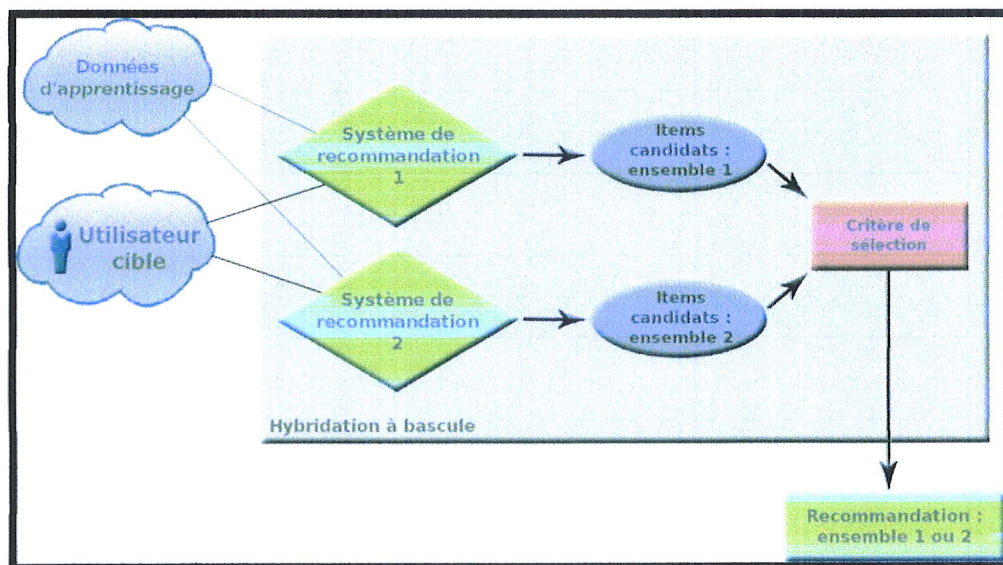 Données
d'apprentissage
Système de
recommandation
1
Items
candidats :
ensemble 1
Utilisateur
cible
Critère de
sélection
Système de
recommandation
2
Items
candidats :
ensemble 2
Hybridation à bascule
Recommandation :
ensemble 1 ou 2